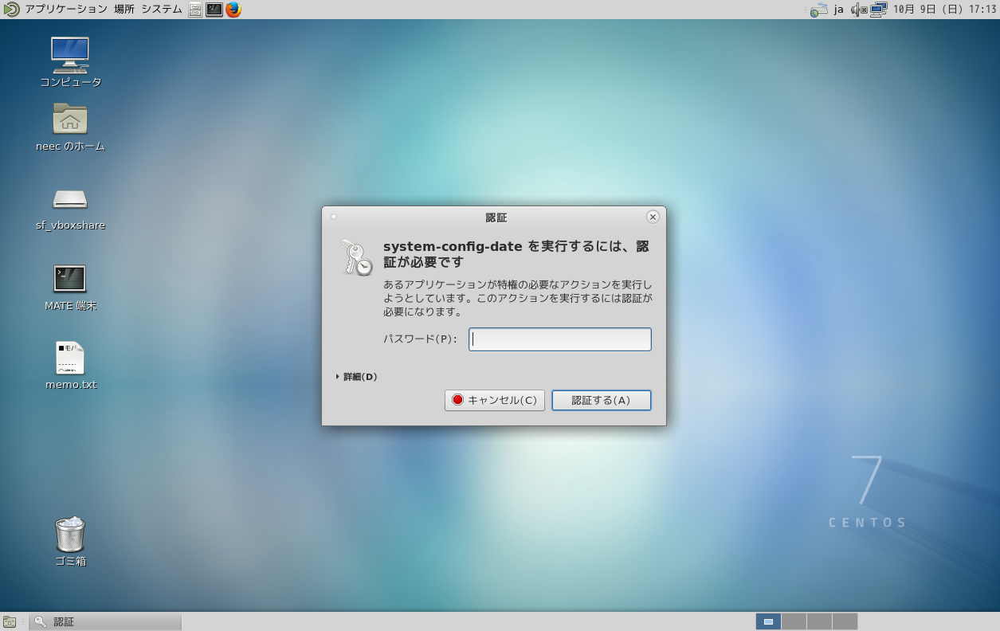 アプリケーション 場所 システム
ja
10月 9日 (日) 17:13
コンピュータ
neec のホーム
sf_vboxshare
MATE 端末
■モバ
memo.txt
ゴミ箱
認証
system-config-date を実行するには、認
証が必要です
あるアプリケーションが特権の必要なアクションを実行し
ようとしています。このアクションを実行するには認証が
必要になります。
パスワード(P):
詳細(D)
キャンセル(C)
認証する(A)
7
CENTOS
認証